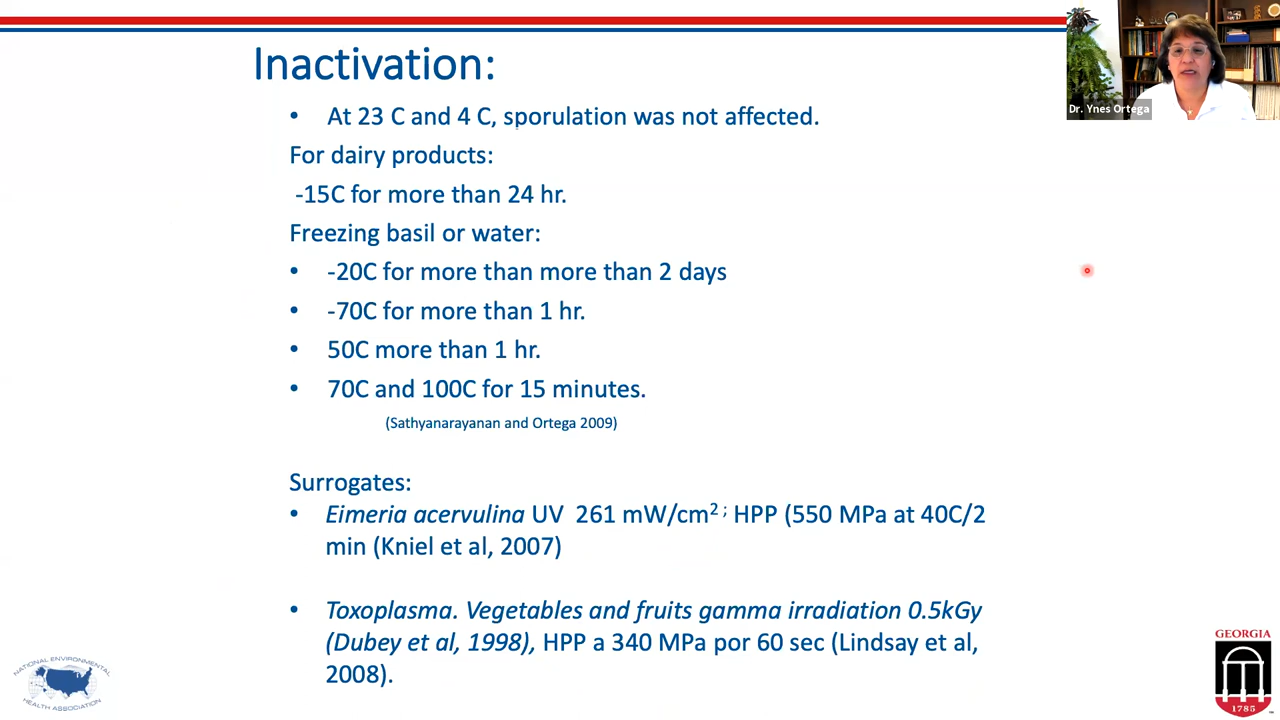 Inactivation:
• At 23 C and 4 C, sporulation was not affected.
For dairy products:
-15C for more than 24 hr.
Freezing basil or water:
• -20C for more than more than 2 days
• -70C for more than 1 hr.
• 50C more than 1 hr.
• 70C and 100C for 15 minutes.
(Sathyanarayanan and Ortega 2009)
Surrogates:
• Eimeria acervulina UV 261 mW/cm² ; HPP (550 MPa at 40C/2
min (Kniel et al, 2007)
• Toxoplasma. Vegetables and fruits gamma irradiation 0.5kGy
(Dubey et al, 1998), HPP a 340 MPa por 60 sec (Lindsay et al,
2008).
Dr. Ynes Ortega
NATIONAL ENVIRONMENTAL
HEALTH ASSOCIATION
GEORGIA
1785